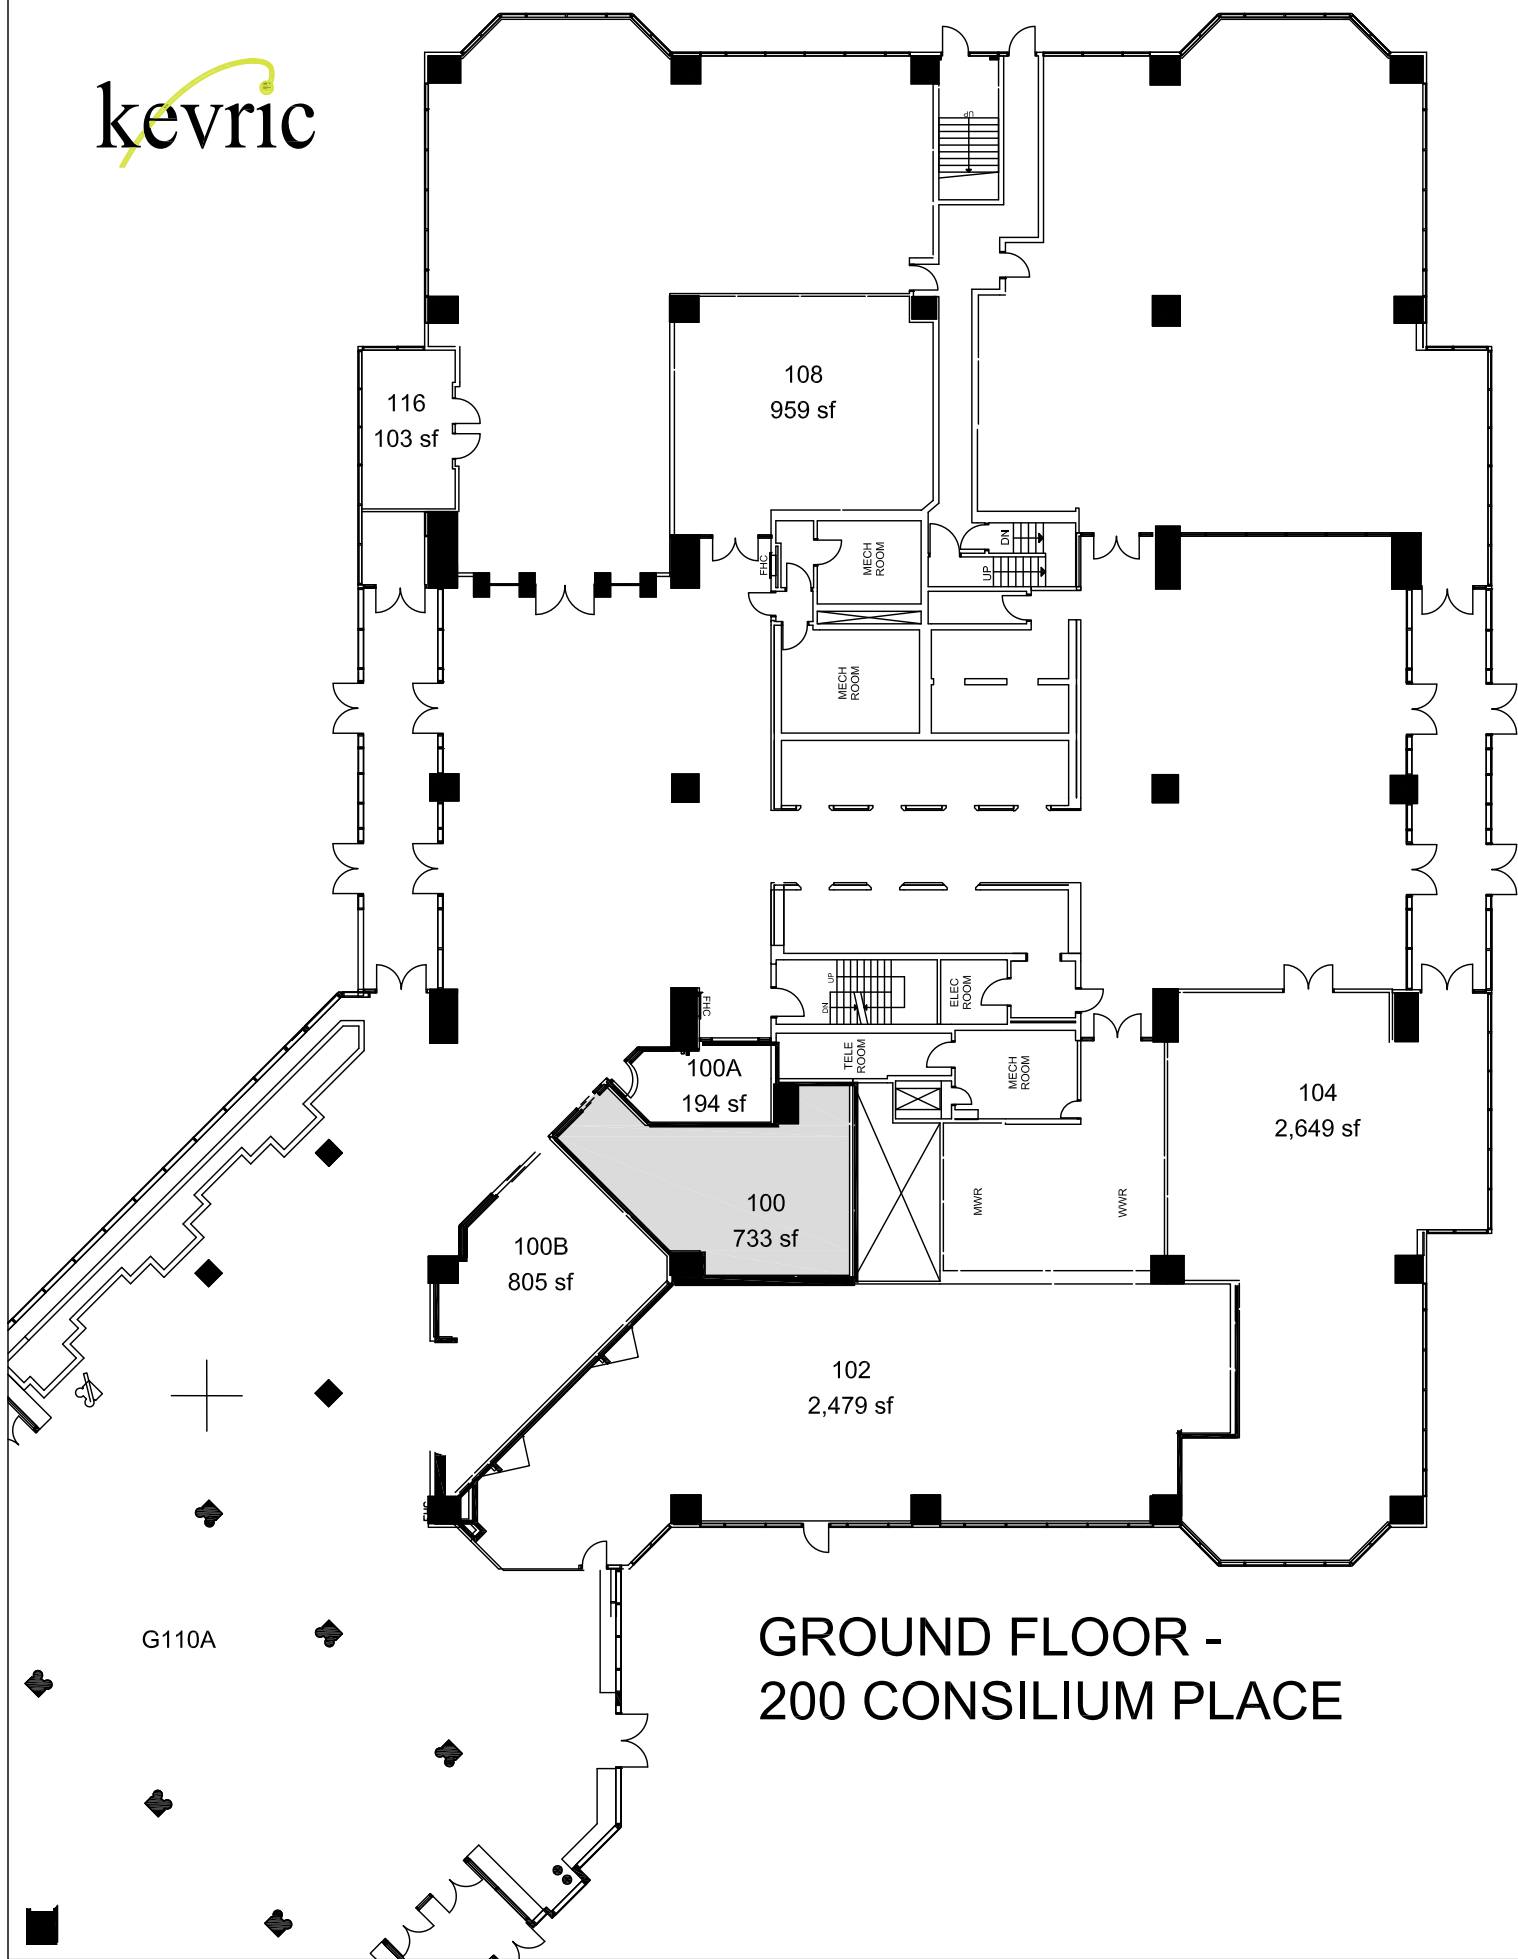 kevric
UP
108
959 sf
116
103 sf
DN
UP
FHC
MECH
ROOM
MECH
ROOM
UP
DN
ELEC
ROOM
FHC
TELE
ROOM
MECH
ROOM
100A
194 sf
104
2,649 sf
100
733 sf
MWR
WWR
100B
805 sf
102
2,479 sf
FHC
G110A
GROUND FLOOR -
200 CONSILIUM PLACE